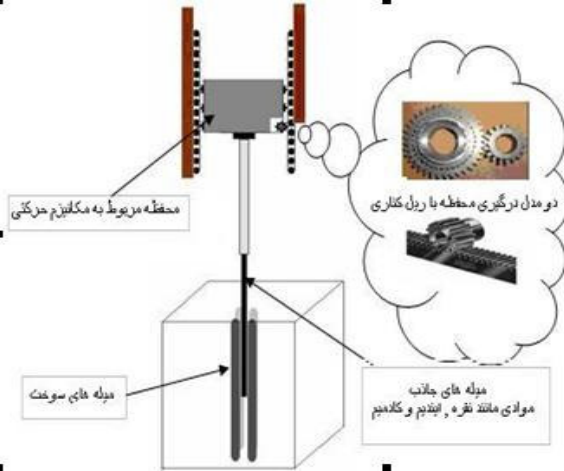 محفظه مربوط به مکانیزم حرکتی
دو مدل درگیری محفظه با ریل کناری
میله های سوخت
میله های جاذب
موادی مانند نقره , ایندیم و کادمیم